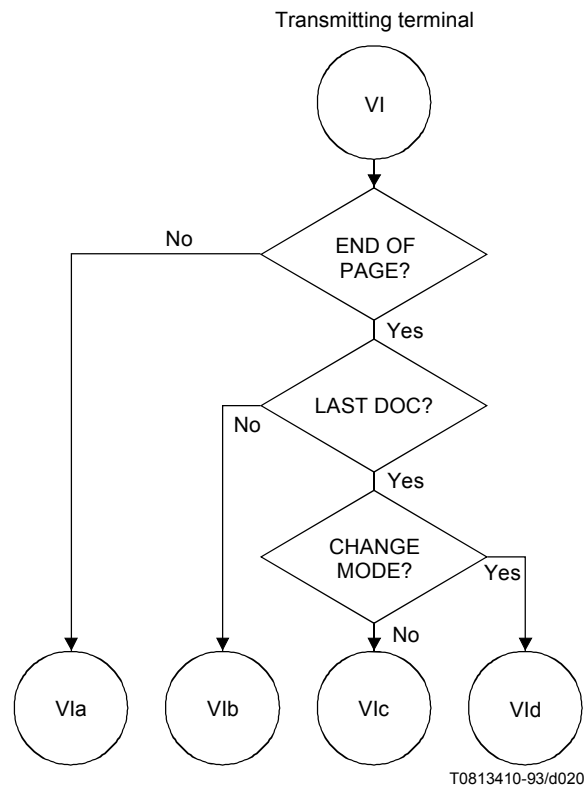 Transmitting terminal
VI
No
END OF
PAGE?
Yes
LAST DOC?
No
Yes
CHANGE
MODE?
Yes
No
VIa
VIb
VIc
VId
T0813410-93/d020